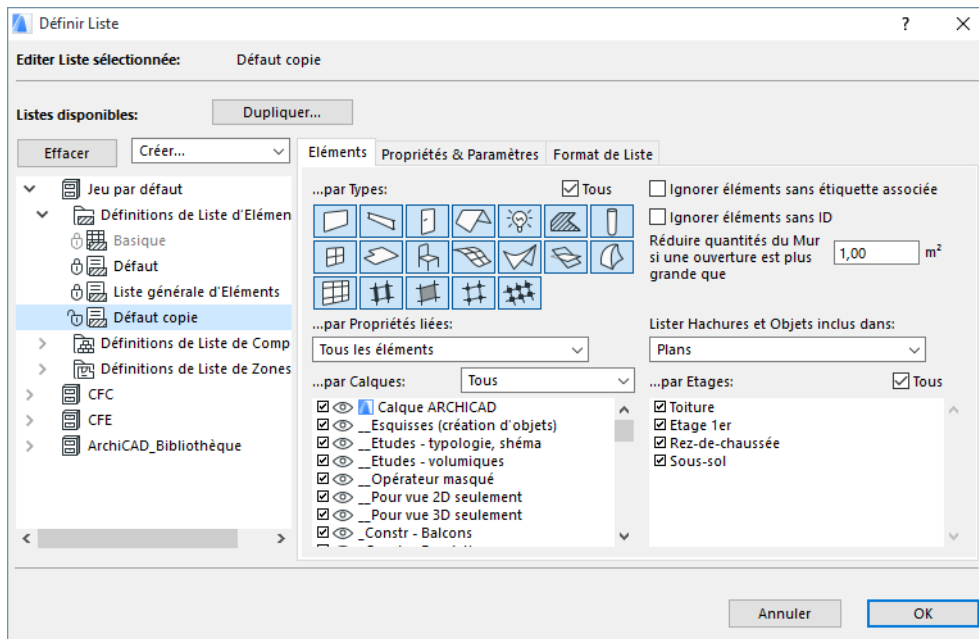 Définir Liste
?
Editer Liste sélectionnée: Défaut copie
Listes disponibles:
Dupliquer...
Effacer
Créer...
Jeu par défaut
Définitions de Liste d'Elémen
Basique
Défaut
Liste générale d'Eléments
Défaut copie
Définitions de Liste de Comp
Définitions de Liste de Zones
CFC
CFE
ArchiCAD_Bibliothèque
Eléments
Propriétés & Paramètres
Format de Liste
...par Types:
Tous
Ignorer éléments sans étiquette associée
Ignorer éléments sans ID
Réduire quantités du Mur
si une ouverture est plus
grande que
1,00
m²
...par Propriétés liées:
Tous les éléments
Lister Hachures et Objets inclus dans:
Plans
...par Calques:
Tous
Calque ARCHICAD
__Esquisses (création d'objets)
__Etudes - typologie, shéma
__Etudes - volumiques
__Opérateur masqué
__Pour vue 2D seulement
__Pour vue 3D seulement
_Constr - Balcons
...par Etages:
Tous
Toiture
Etage 1er
Rez-de-chaussée
Sous-sol
Annuler
OK